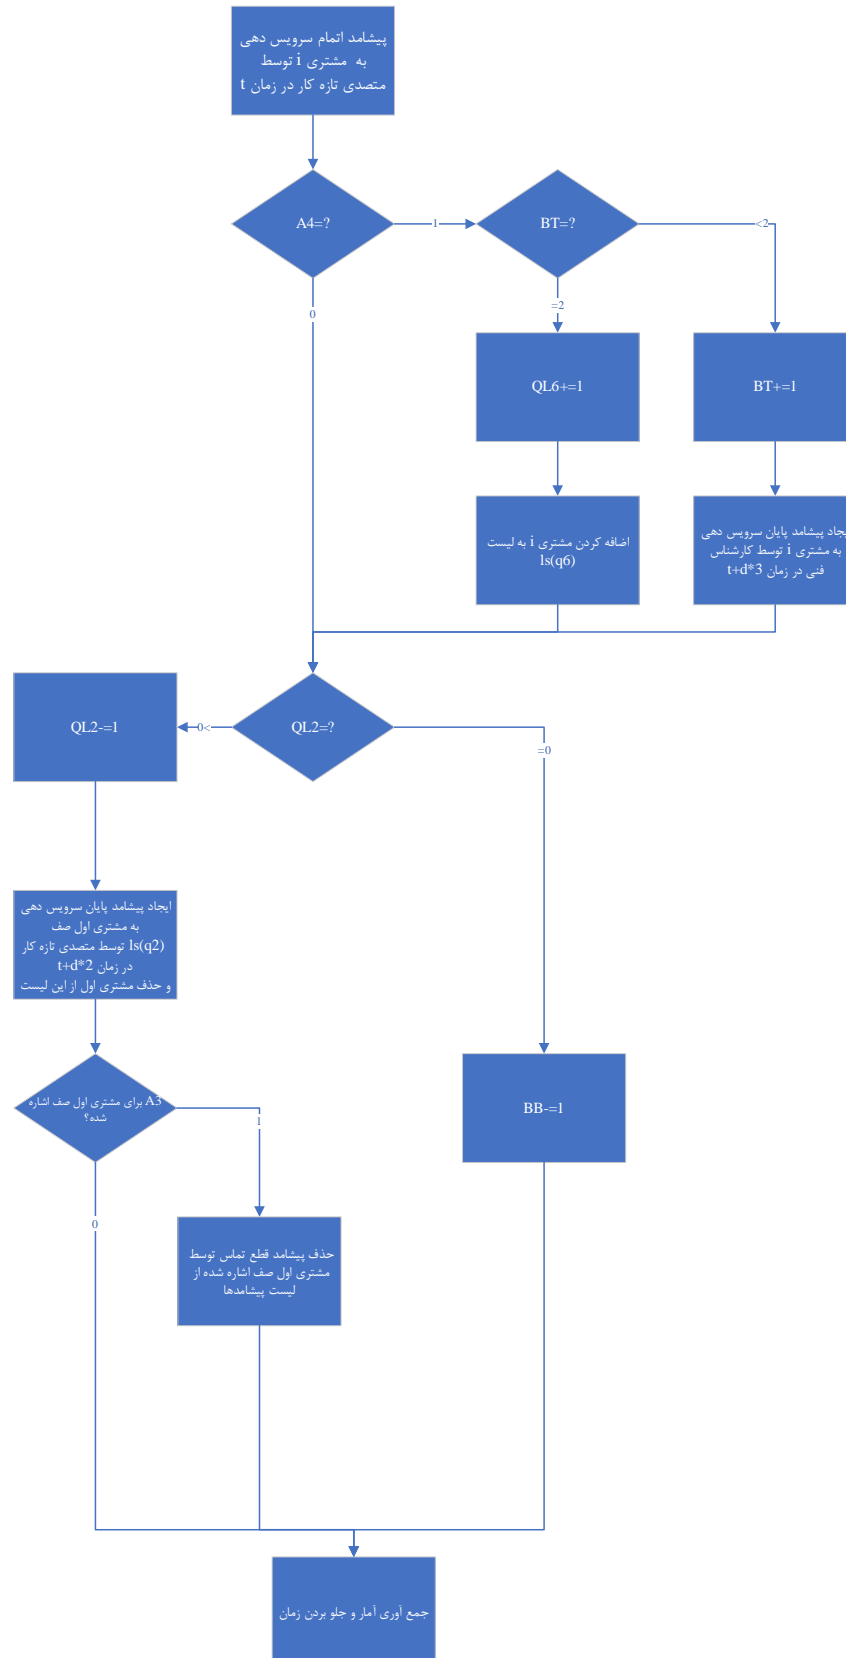 پیشامد اتمام سرویس دهی
به مشتری i توسط
متصدی تازه کار در زمان t
A4=?
1
BT=?
<2
0
=2
QL6+=1
BT+=1
اضافه کردن مشتری i به لیست
ls(q6)
یجاد پیشامد پایان سرویس دهی
به مشتری i توسط کارشناس
فنی در زمان t+d*3
QL2-=1
0<
QL2=?
=0
ایجاد پیشامد پایان سرویس دهی
به مشتری اول صف
ls(q2) توسط متصدی تازه کار
در زمان t+d*2
و حذف مشتری اول از این لیست
A3 برای مشتری اول صف اشاره
شده؟
1
BB-=1
0
حذف پیشامد قطع تماس توسط
مشتری اول صف اشاره شده از
لیست پیشامدها
جمع آوری آمار و جلو بردن زمان